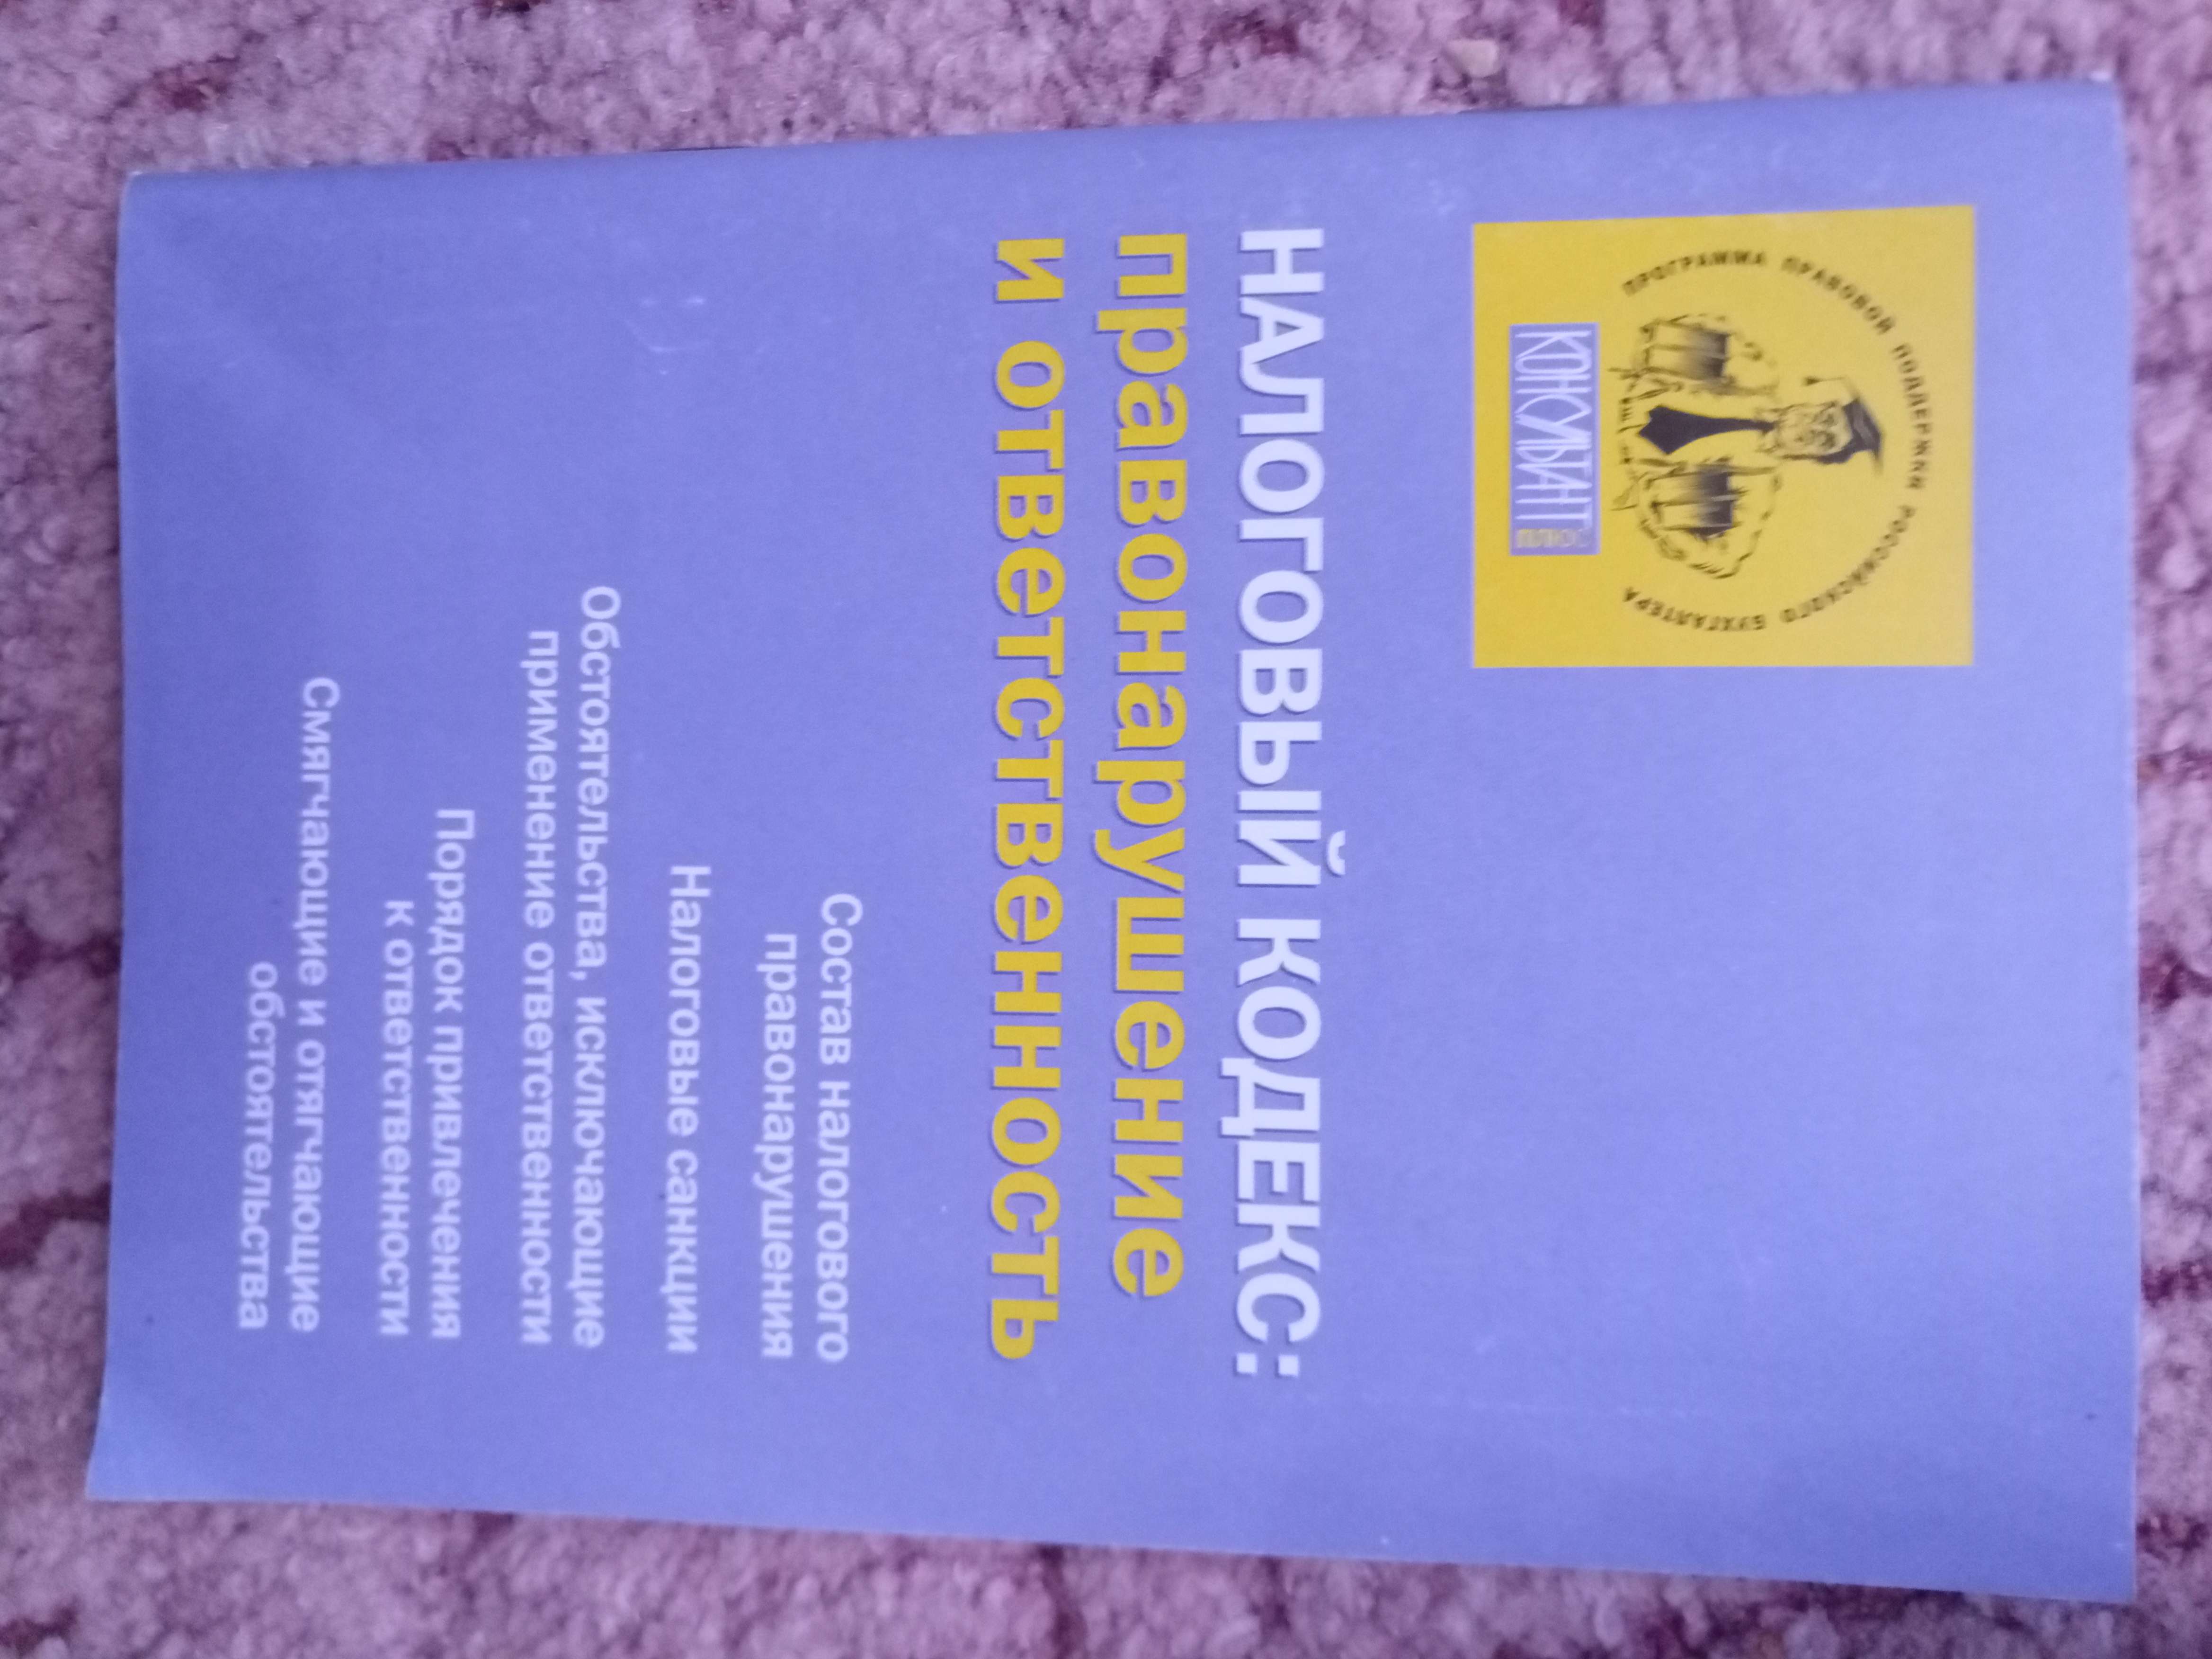 ПРОГРАММА ПРАВОВОЙ ПОДДЕРЖКИ РОССИЙСКОГО БУХГАЛТЕРА
КОНСУЛЬТАНТ
ПЛЮС
НАЛОГОВЫЙ КОДЕКС:
правонарушение
и ответственность
Состав налогового
правонарушения
Налоговые санкции
Обстоятельства, исключающие
применение ответственности
Порядок привлечения
к ответственности
Смягчающие и отягчающие
обстоятельства